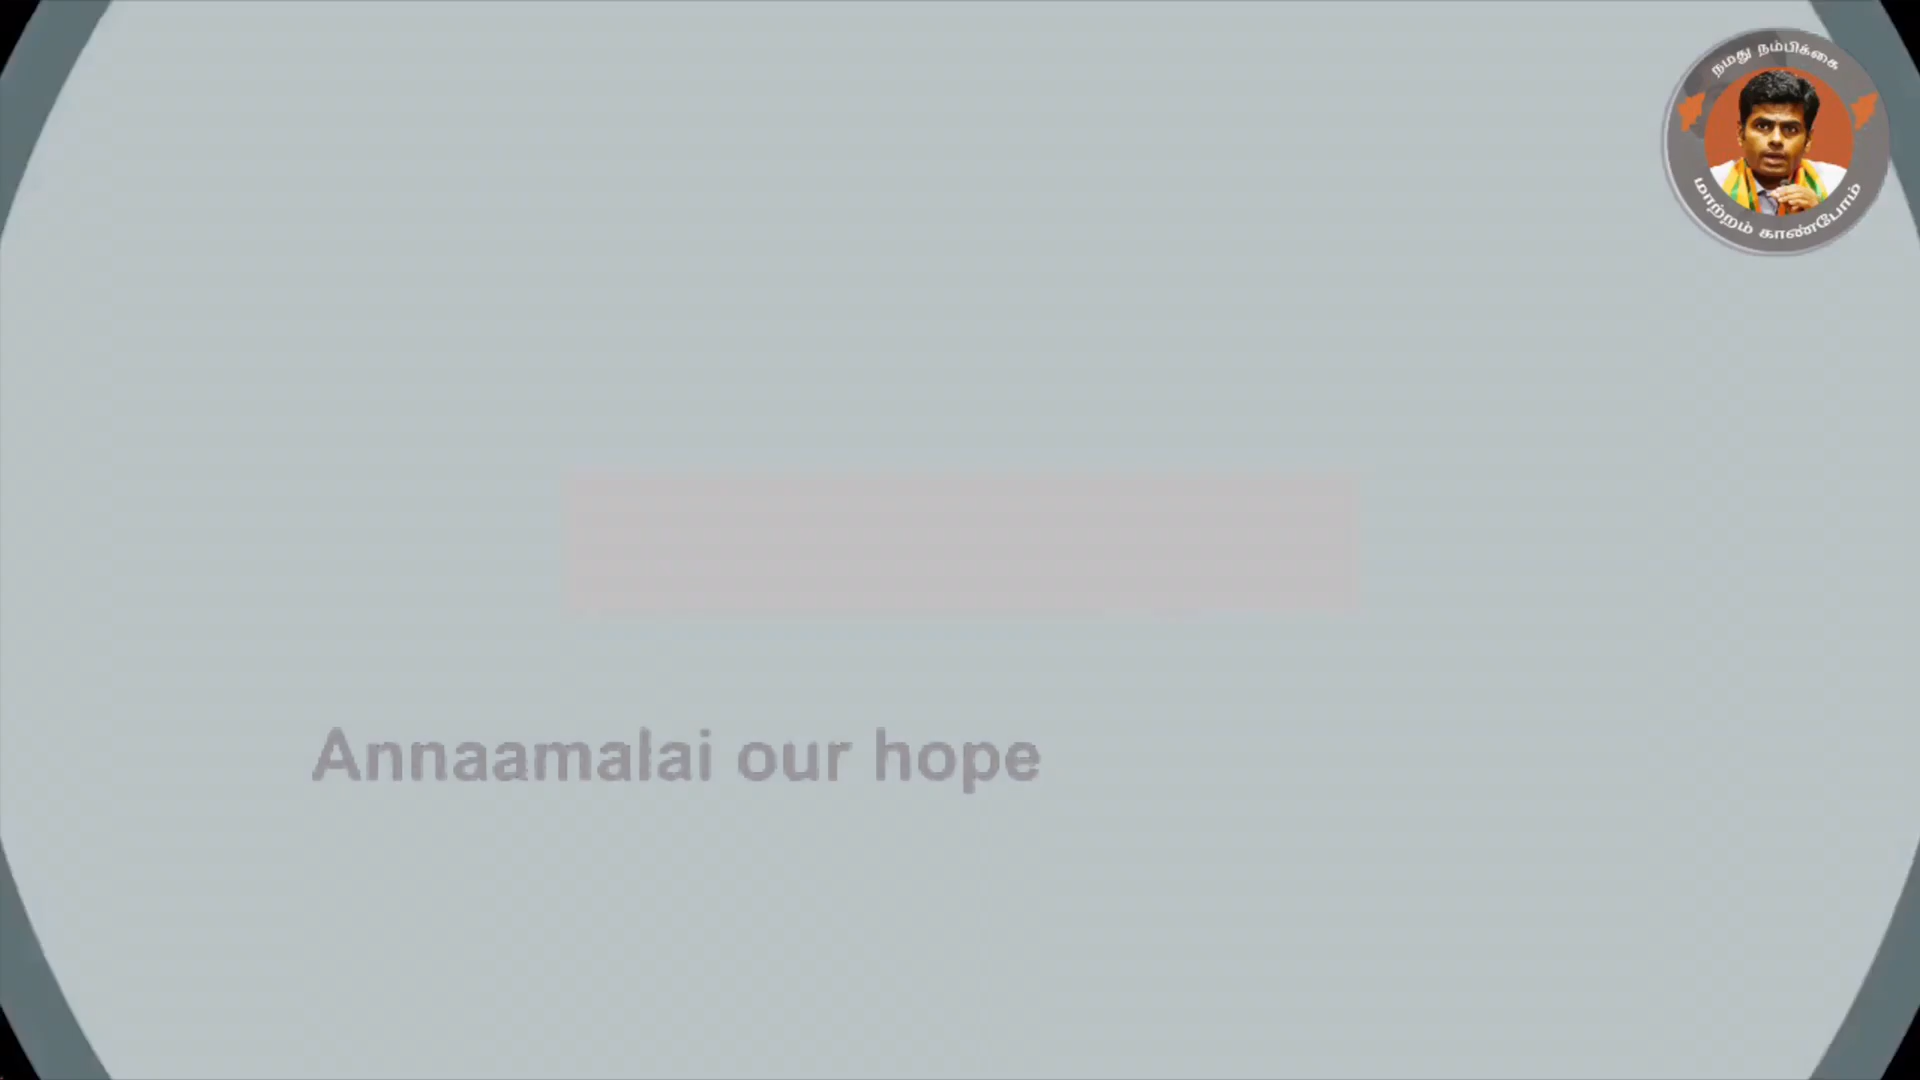 நமது நம்பிக்கை
மாற்றம் காண்போம்
Annaamalai our hope